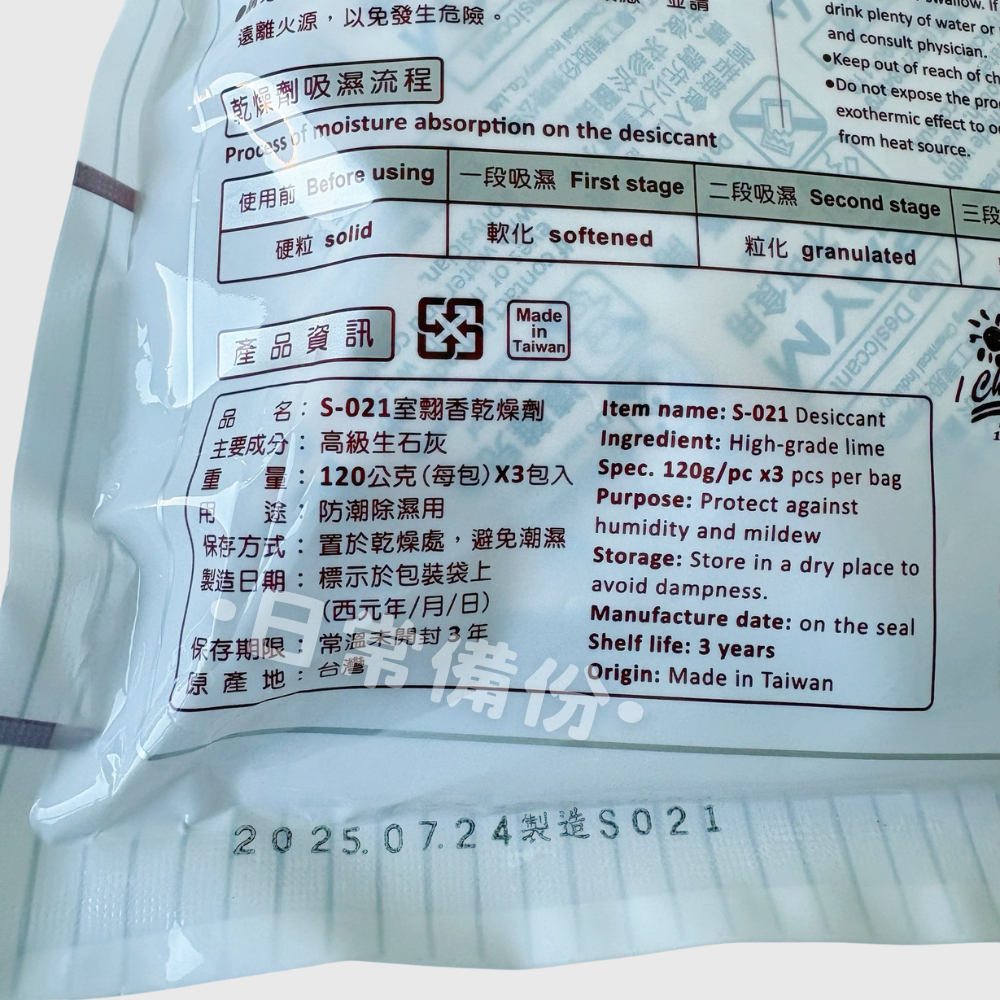 遠離火源，以免發生危險。
drink plenty of water or
and consult physician.
●Keep out of reach of ch
●Do not expose the pro
exothermic effect to o
from heat source.
乾燥劑吸濕流程
Process of moisture absorption on the desiccant
使用前 Before using 一段吸濕 First stage 二段吸濕 Second stage 三段
硬粒 solid 軟化 softened 粒化 granulated
產品資訊
Made
in
Taiwan
品名：S-021室飄香乾燥劑
主要成分：高級生石灰
重量：120公克(每包)X3包入
用途：防潮除濕用
保存方式：置於乾燥處，避免潮濕
製造日期：標示於包裝袋上
(西元年/月/日)
保存期限：常溫未開封3年
原產地：台灣
Item name: S-021 Desiccant
Ingredient: High-grade lime
Spec. 120g/pc x3 pcs per bag
Purpose: Protect against
humidity and mildew
Storage: Store in a dry place to
avoid dampness.
Manufacture date: on the seal
Shelf life: 3 years
Origin: Made in Taiwan
•日常備份•
2025.07.24製造S021